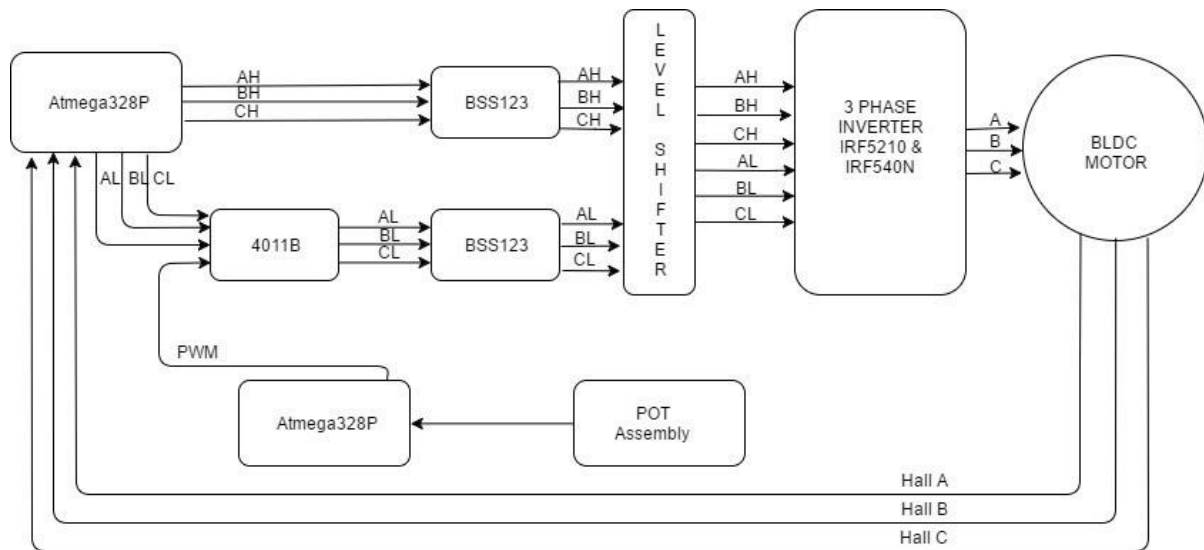 Atmega328P
AH
BH
CH
BSS123
AH
BH
CH
LEVEL SHIFTER
AH
BH
CH
AL
BL
CL
3 PHASE
INVERTER
IRF5210 &
IRF540N
A
B
C
BLDC
MOTOR
AL BL CL
4011B
AL
BL
CL
BSS123
AL
BL
CL
PWM
Atmega328P
POT
Assembly
Hall A
Hall B
Hall C